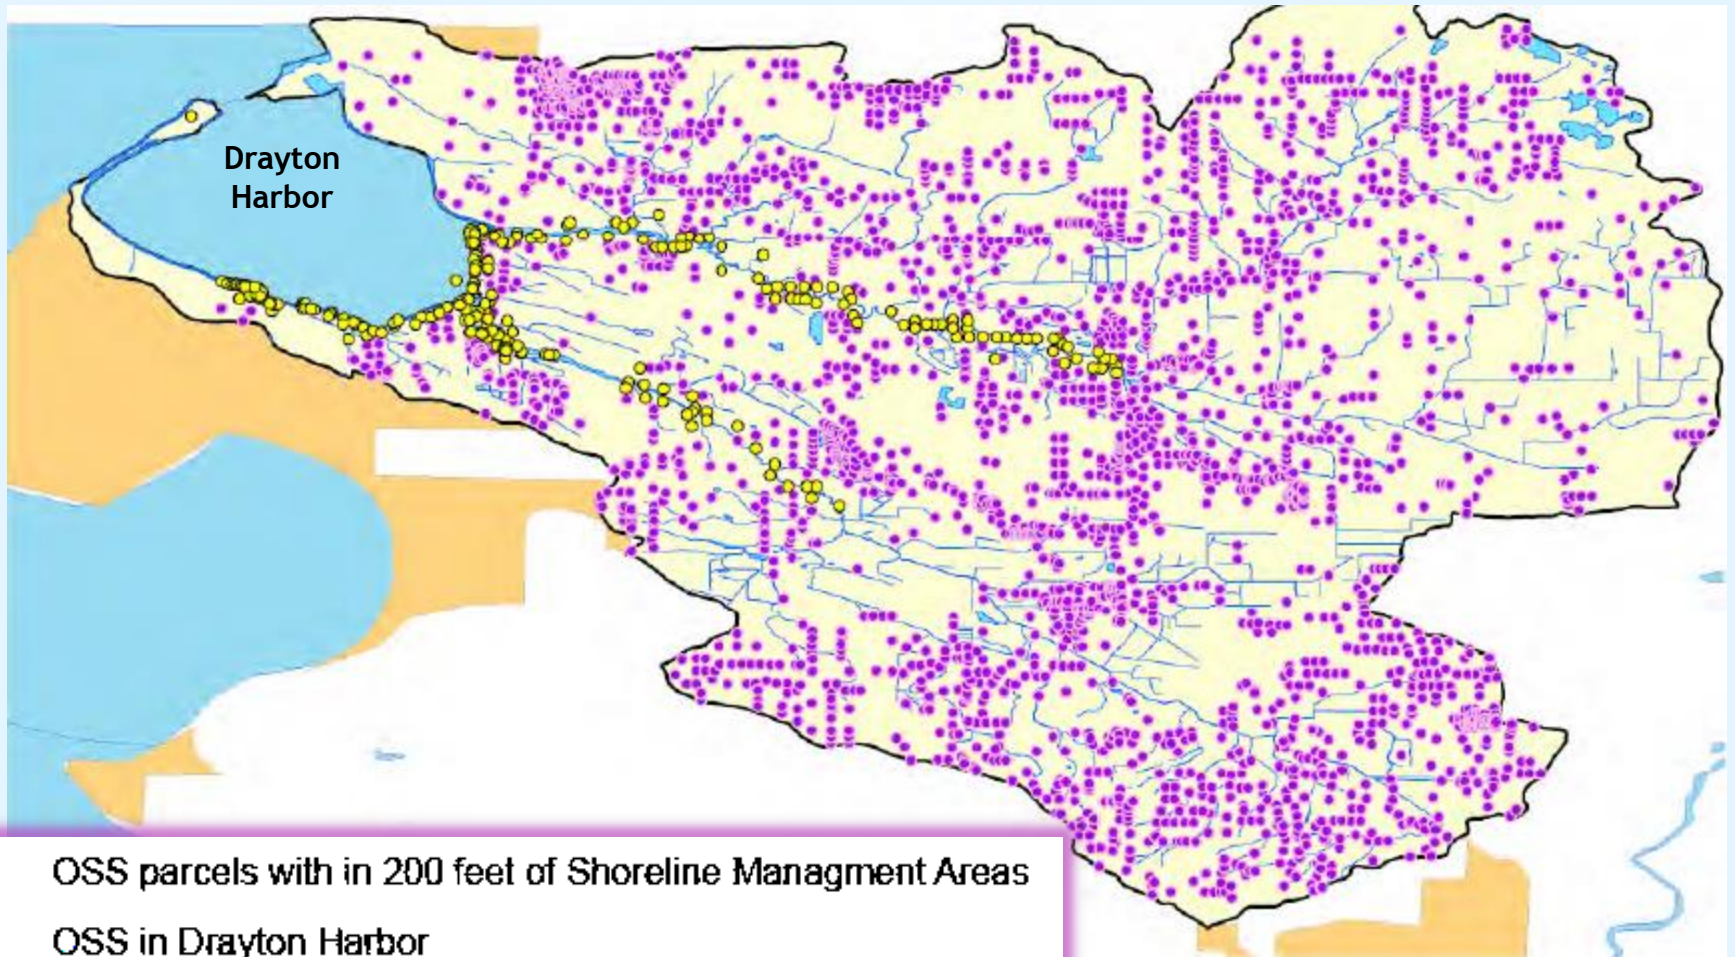 Drayton
Harbor
OSS parcels with in 200 feet of Shoreline Managment Areas
OSS in Drayton Harbor